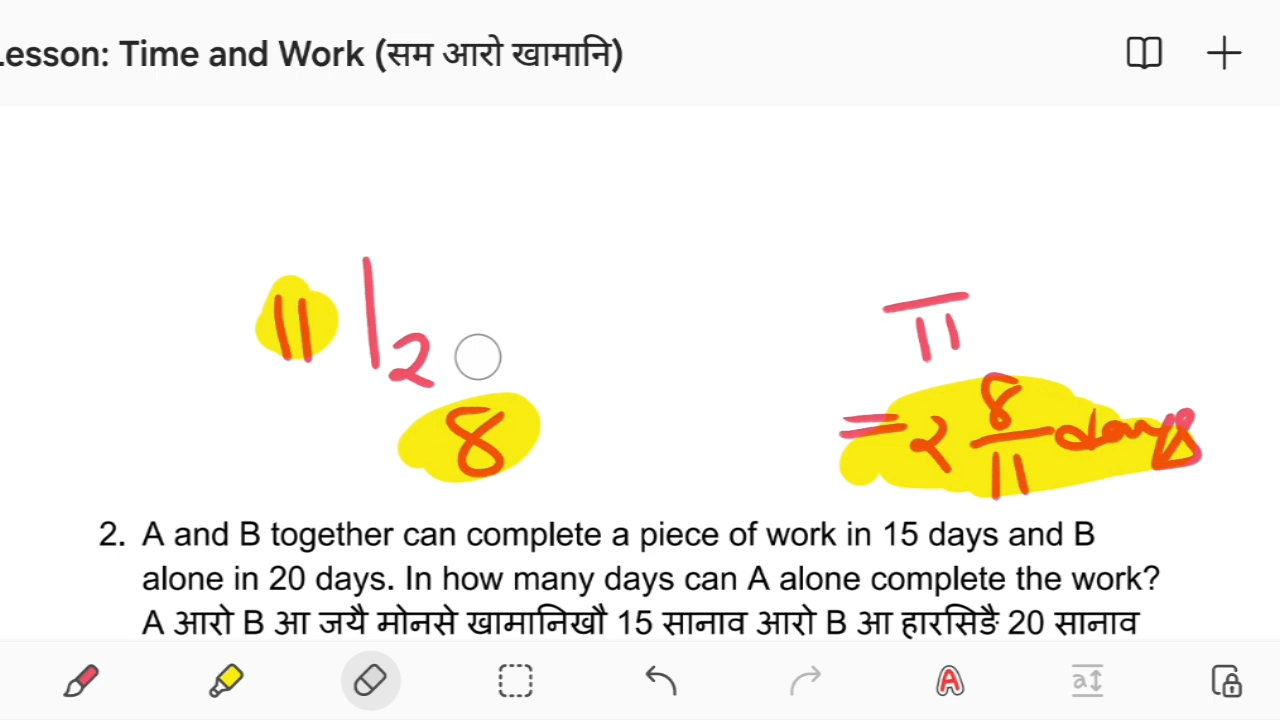 Lesson: Time and Work (सम आरो खामानि)
11 2
8
11
= 2 8/11 days
2. A and B together can complete a piece of work in 15 days and B
alone in 20 days. In how many days can A alone complete the work?
A आरो B आ जयै मोनसे खामानिखौ 15 सानाव आरो B आ हारसिङै 20 सानाव
A
a